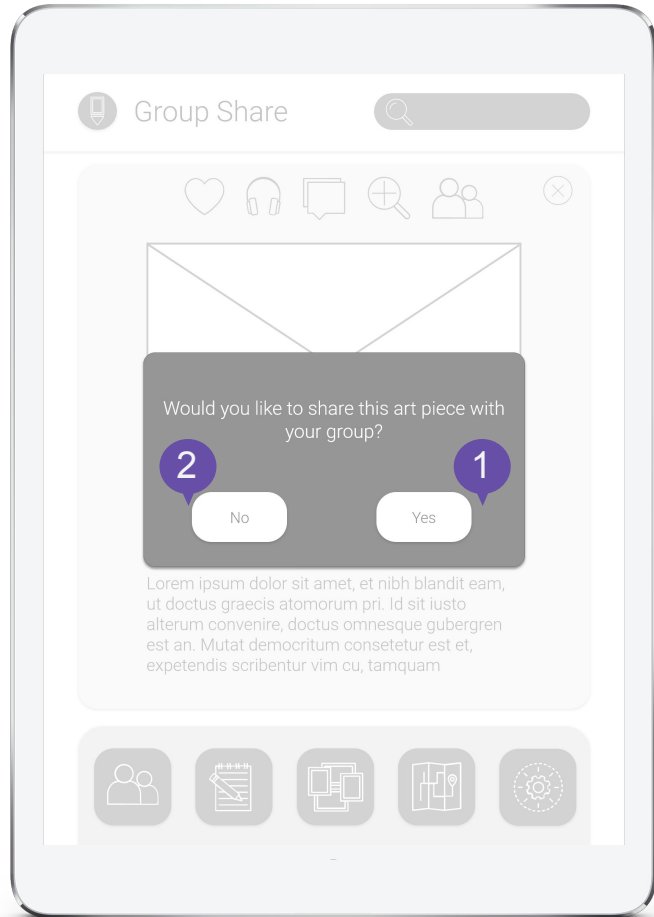 Group Share
Would you like to share this art piece with
your group?
2
1
No
Yes
Lorem ipsum dolor sit amet, et nibh blandit eam,
ut doctus graecis atomorum pri. Id sit iusto
alterum convenire, doctus omnesque gubergren
est an. Mutat democritum consetetur est et,
expetendis scribentur vim cu, tamquam